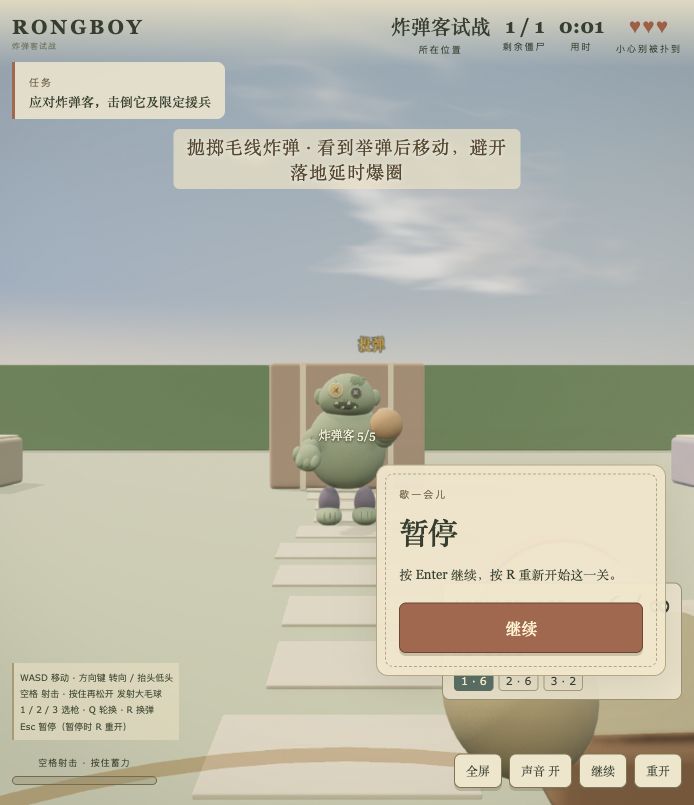 RONGBOY
炸弹客试战
炸弹客试战
所在位置
1 / 1
剩余僵尸
0:01
用时
♥♥♥
小心别被扑到
任务
应对炸弹客，击倒它及限定援兵
抛掷毛线炸弹 · 看到举弹后移动，避开
落地延时爆圈
投弹
炸弹客 5/5
歇一会儿
暂停
按 Enter 继续，按 R 重新开始这一关。
继续
1 · 6
2 · 6
3 · 2
WASD 移动 · 方向键 转向 / 抬头低头
空格 射击 · 按住再松开 发射大毛球
1 / 2 / 3 选枪 · Q 轮换 · R 换弹
Esc 暂停（暂停时 R 重开）
空格射击 · 按住蓄力
全屏
声音 开
继续
重开